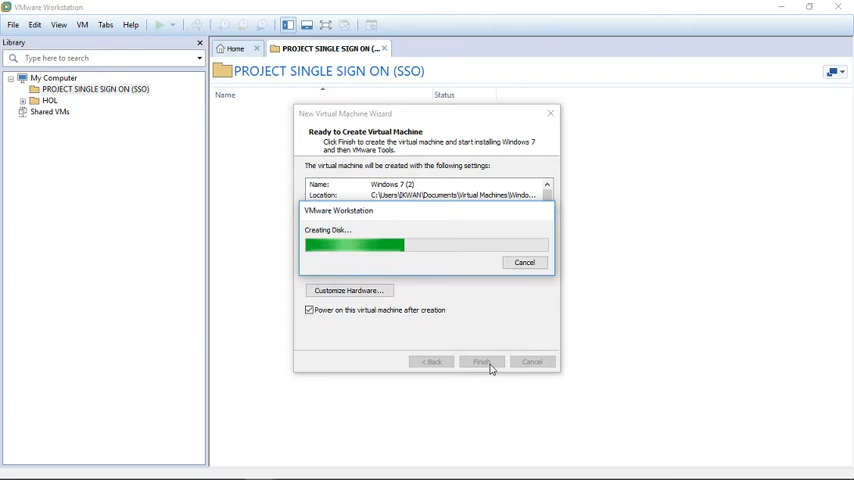 VMware Workstation
File Edit View VM Tabs Help
Library
Type here to search
My Computer
PROJECT SINGLE SIGN ON (SSO)
HOL
Shared VMs
Home
PROJECT SINGLE SIGN ON (...
PROJECT SINGLE SIGN ON (SSO)
Name Status
New Virtual Machine Wizard
Ready to Create Virtual Machine
Click Finish to create the virtual machine and start installing Windows 7
and then VMware Tools.
The virtual machine will be created with the following settings:
Name: Windows 7 (2)
Location: C:\Users\IKWAN\Documents\Virtual Machines\Windo...
VMware Workstation
Creating Disk...
Cancel
Customize Hardware...
Power on this virtual machine after creation
< Back Finish Cancel